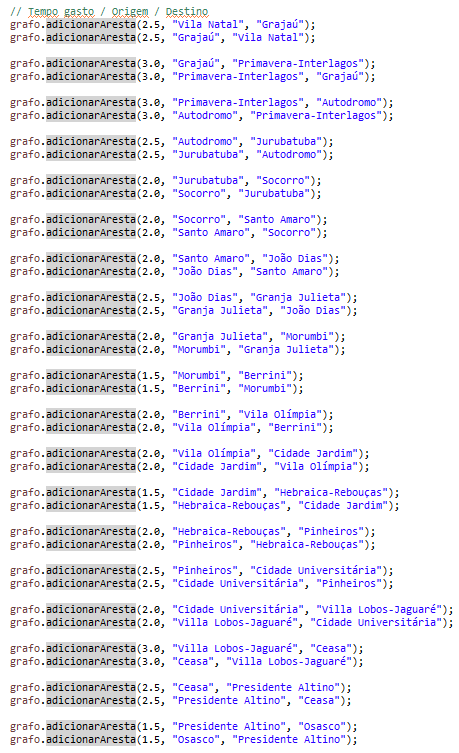 // Tempo gasto / Origem / Destino
grafo.adicionarAresta(2.5, "Vila Natal", "Grajaú");
grafo.adicionarAresta(2.5, "Grajaú", "Vila Natal");
grafo.adicionarAresta(3.0, "Grajaú", "Primavera-Interlagos");
grafo.adicionarAresta(3.0, "Primavera-Interlagos", "Grajaú");
grafo.adicionarAresta(3.0, "Primavera-Interlagos", "Autodromo");
grafo.adicionarAresta(3.0, "Autodromo", "Primavera-Interlagos");
grafo.adicionarAresta(2.5, "Autodromo", "Jurubatuba");
grafo.adicionarAresta(2.5, "Jurubatuba", "Autodromo");
grafo.adicionarAresta(2.0, "Jurubatuba", "Socorro");
grafo.adicionarAresta(2.0, "Socorro", "Jurubatuba");
grafo.adicionarAresta(2.0, "Socorro", "Santo Amaro");
grafo.adicionarAresta(2.0, "Santo Amaro", "Socorro");
grafo.adicionarAresta(2.0, "Santo Amaro", "João Dias");
grafo.adicionarAresta(2.0, "João Dias", "Santo Amaro");
grafo.adicionarAresta(2.5, "João Dias", "Granja Julieta");
grafo.adicionarAresta(2.5, "Granja Julieta", "João Dias");
grafo.adicionarAresta(2.0, "Granja Julieta", "Morumbi");
grafo.adicionarAresta(2.0, "Morumbi", "Granja Julieta");
grafo.adicionarAresta(1.5, "Morumbi", "Berrini");
grafo.adicionarAresta(1.5, "Berrini", "Morumbi");
grafo.adicionarAresta(2.0, "Berrini", "Vila Olímpia");
grafo.adicionarAresta(2.0, "Vila Olímpia", "Berrini");
grafo.adicionarAresta(2.0, "Vila Olímpia", "Cidade Jardim");
grafo.adicionarAresta(2.0, "Cidade Jardim", "Vila Olímpia");
grafo.adicionarAresta(1.5, "Cidade Jardim", "Hebraica-Rebouças");
grafo.adicionarAresta(1.5, "Hebraica-Rebouças", "Cidade Jardim");
grafo.adicionarAresta(2.0, "Hebraica-Rebouças", "Pinheiros");
grafo.adicionarAresta(2.0, "Pinheiros", "Hebraica-Rebouças");
grafo.adicionarAresta(2.5, "Pinheiros", "Cidade Universitária");
grafo.adicionarAresta(2.5, "Cidade Universitária", "Pinheiros");
grafo.adicionarAresta(2.0, "Cidade Universitária", "Villa Lobos-Jaguaré");
grafo.adicionarAresta(2.0, "Villa Lobos-Jaguaré", "Cidade Universitária");
grafo.adicionarAresta(3.0, "Villa Lobos-Jaguaré", "Ceasa");
grafo.adicionarAresta(3.0, "Ceasa", "Villa Lobos-Jaguaré");
grafo.adicionarAresta(2.5, "Ceasa", "Presidente Altino");
grafo.adicionarAresta(2.5, "Presidente Altino", "Ceasa");
grafo.adicionarAresta(1.5, "Presidente Altino", "Osasco");
grafo.adicionarAresta(1.5, "Osasco", "Presidente Altino");